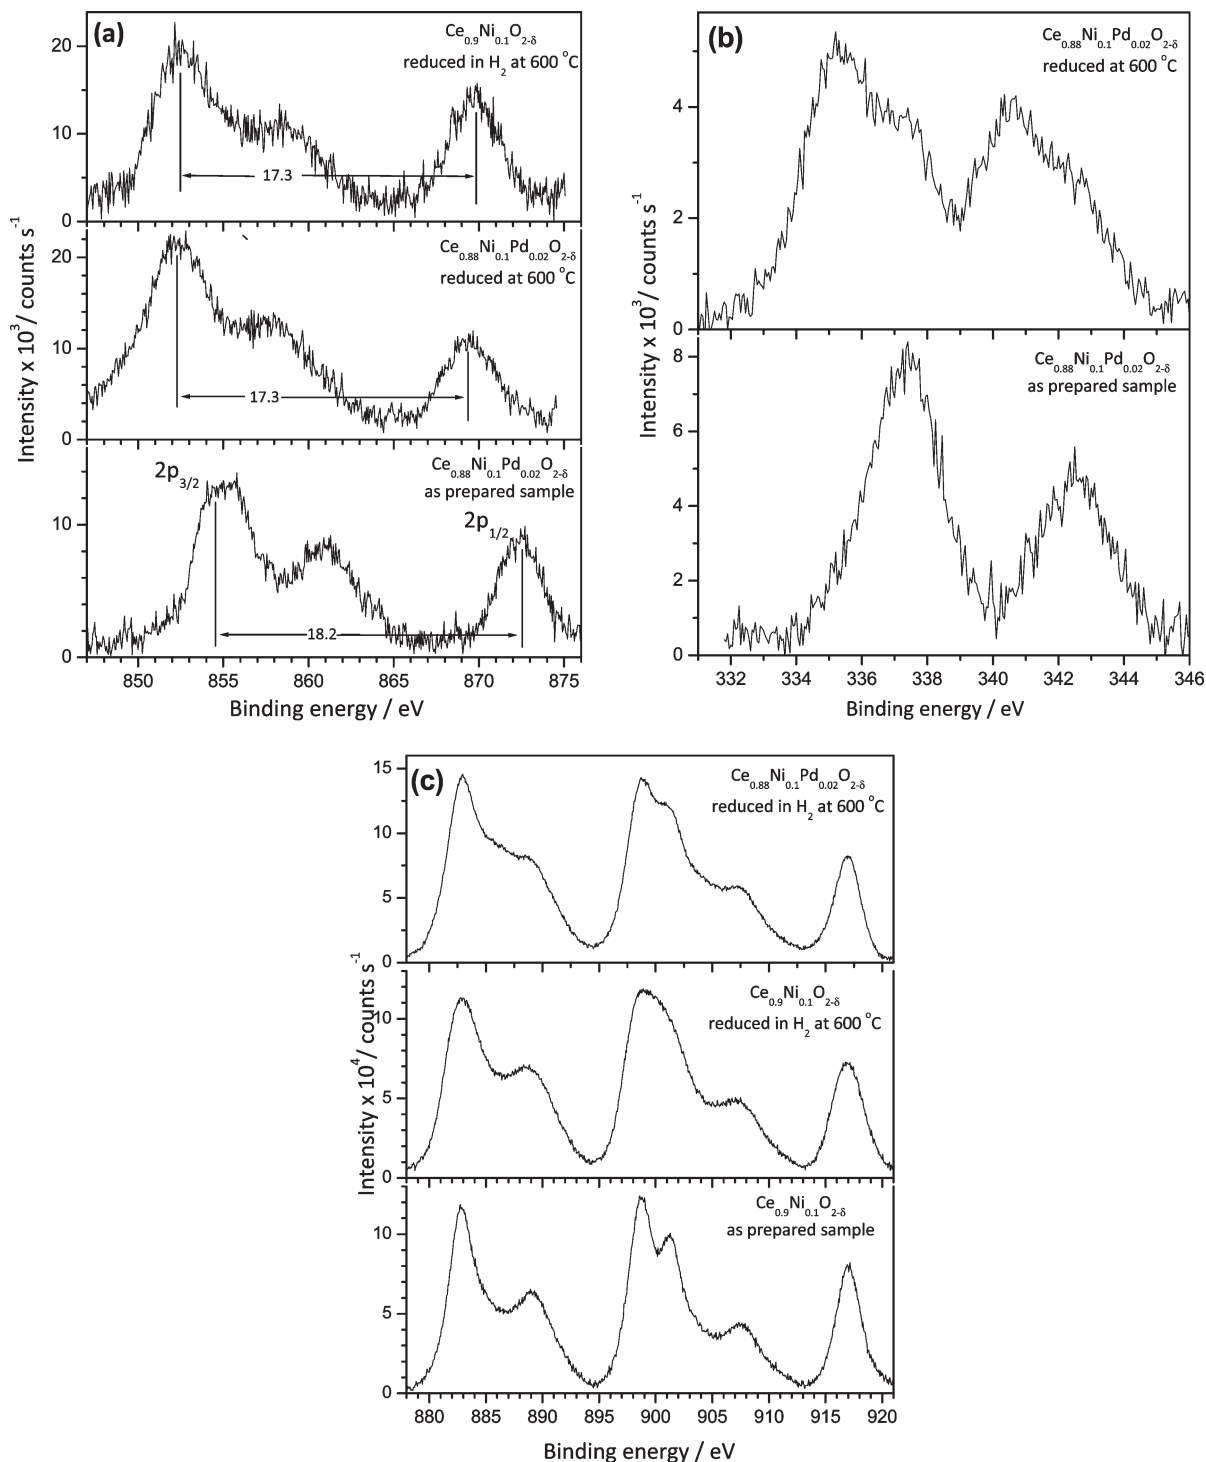 (a)
Ce0.9Ni0.1O2-δ
reduced in H2 at 600 °C
20
10
0
17.3
Ce0.88Ni0.1Pd0.02O2-δ
reduced at 600 °C
20
10
0
17.3
Intensity x 10^3/ counts s^-1
2p3/2
Ce0.88Ni0.1Pd0.02O2-δ
as prepared sample
2p1/2
10
0
18.2
850 855 860 865 870 875
Binding energy / eV
(b)
Ce0.88Ni0.1Pd0.02O2-δ
reduced at 600 °C
4
2
0
Intensity x 10^3/ counts s^-1
Ce0.88Ni0.1Pd0.02O2-δ
as prepared sample
8
6
4
2
0
332 334 336 338 340 342 344 346
Binding energy / eV
(c)
Ce0.88Ni0.1Pd0.02O2-δ
reduced in H2 at 600 °C
15
10
5
0
Ce0.9Ni0.1O2-δ
reduced in H2 at 600 °C
10
5
0
Intensity x 10^4/ counts s^-1
Ce0.9Ni0.1O2-δ
as prepared sample
10
5
0
880 885 890 895 900 905 910 915 920
Binding energy / eV